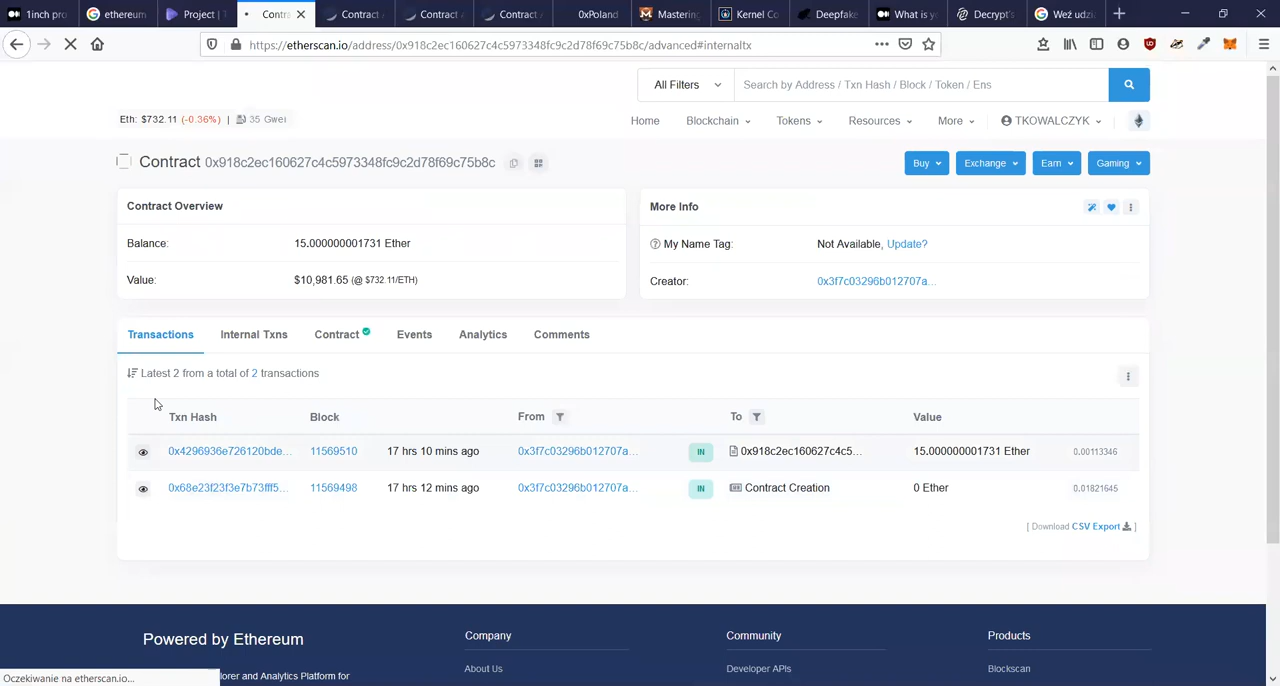 1inch pro
ethereum
Project | 1
Contra
Contract
Contract
Contract
0xPoland
Mastering
Kernel Co
Deepfake
What is y
Decrypt's
Weź udzi
https://etherscan.io/address/0x918c2ec160627c4c5973348fc9c2d78f69c75b8c/advanced#internaltx
All Filters
Search by Address / Txn Hash / Block / Token / Ens
Eth: $732.11 (-0.36%) | 35 Gwei
Home Blockchain Tokens Resources More TKOWALCZYK
Contract 0x918c2ec160627c4c5973348fc9c2d78f69c75b8c
Buy Exchange Earn Gaming
Contract Overview
Balance: 15.000000001731 Ether
Value: $10,981.65 (@ $732.11/ETH)
More Info
My Name Tag: Not Available, Update?
Creator: 0x3f7c03296b012707a...
Transactions Internal Txns Contract Events Analytics Comments
Latest 2 from a total of 2 transactions
Txn Hash Block From To Value
0x4296936e726120bde... 11569510 17 hrs 10 mins ago 0x3f7c03296b012707a... IN 0x918c2ec160627c4c5... 15.000000001731 Ether 0.00113346
0x68e23f23f3e7b73fff5... 11569498 17 hrs 12 mins ago 0x3f7c03296b012707a... IN Contract Creation 0 Ether 0.01821645
[ Download CSV Export ]
Powered by Ethereum Company Community Products
lorer and Analytics Platform for About Us Developer APIs Blockscan
Oczekiwanie na etherscan.io...